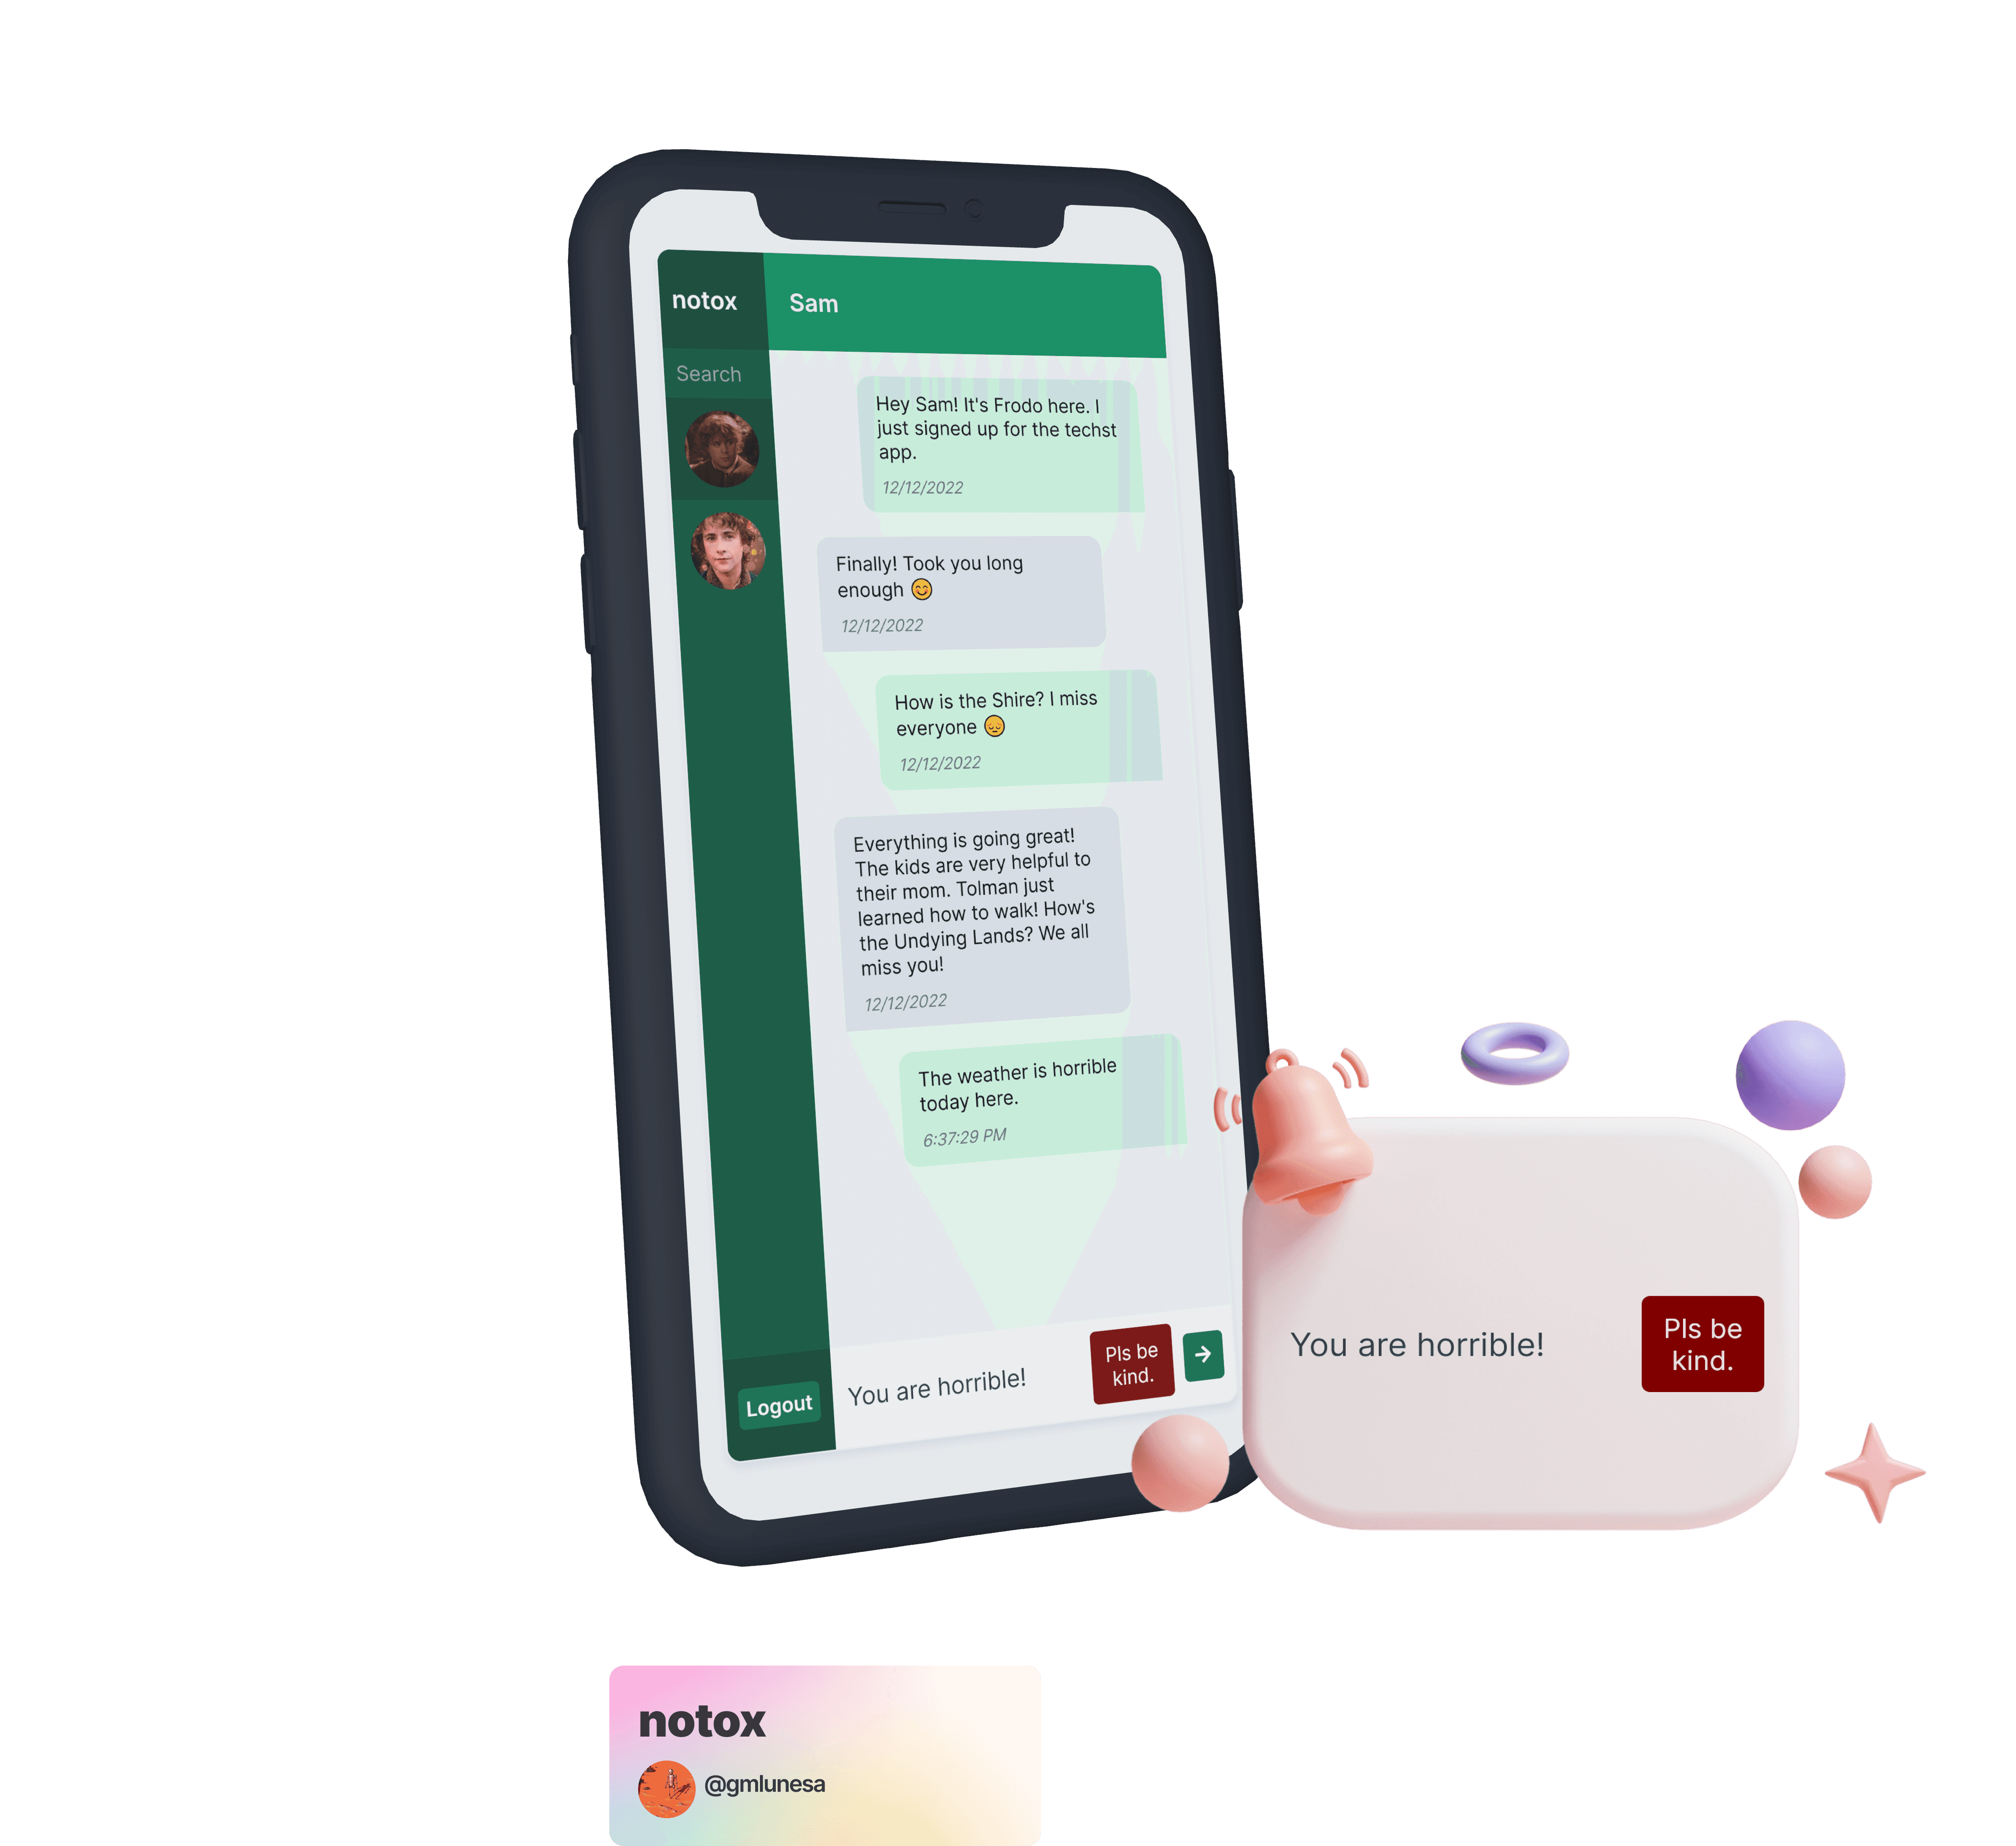 notox
Sam
Search
Hey Sam! It's Frodo here. I
just signed up for the techst
app.
12/12/2022
Finally! Took you long
enough 😊
12/12/2022
How is the Shire? I miss
everyone 😔
12/12/2022
Everything is going great!
The kids are very helpful to
their mom. Tolman just
learned how to walk! How's
the Undying Lands? We all
miss you!
12/12/2022
The weather is horrible
today here.
6:37:29 PM
Logout
You are horrible!
Pls be
kind.
You are horrible!
Pls be
kind.
notox
@gmlunesa